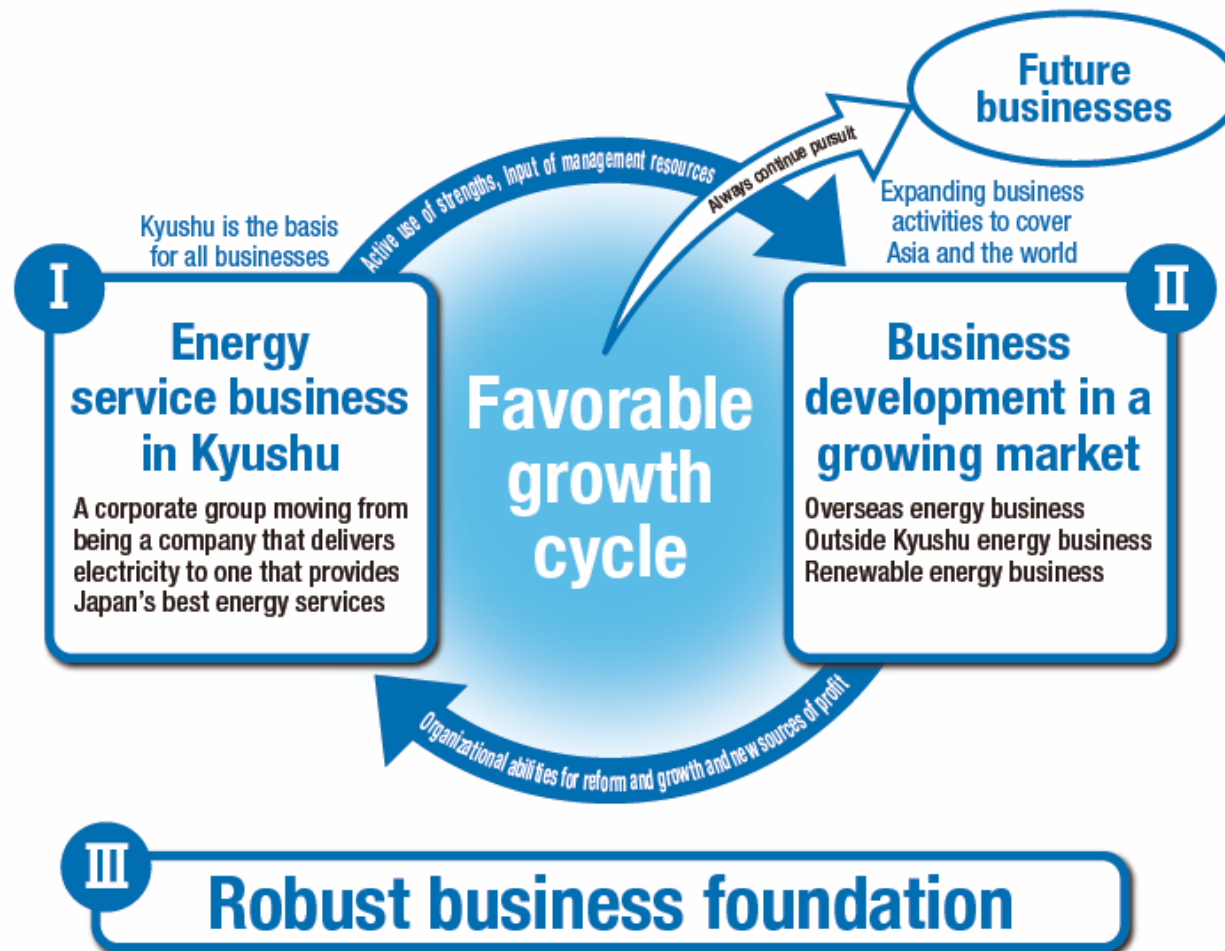 Future
businesses
Always continue pursuit
Active use of strengths, Input of management resources
Expanding business
activities to cover
Asia and the world
Kyushu is the basis
for all businesses
I
Energy
service business
in Kyushu
A corporate group moving from
being a company that delivers
electricity to one that provides
Japan's best energy services
Favorable
growth
cycle
II
Business
development in a
growing market
Overseas energy business
Outside Kyushu energy business
Renewable energy business
Organizational abilities for reform and growth and new sources of profit
III
Robust business foundation